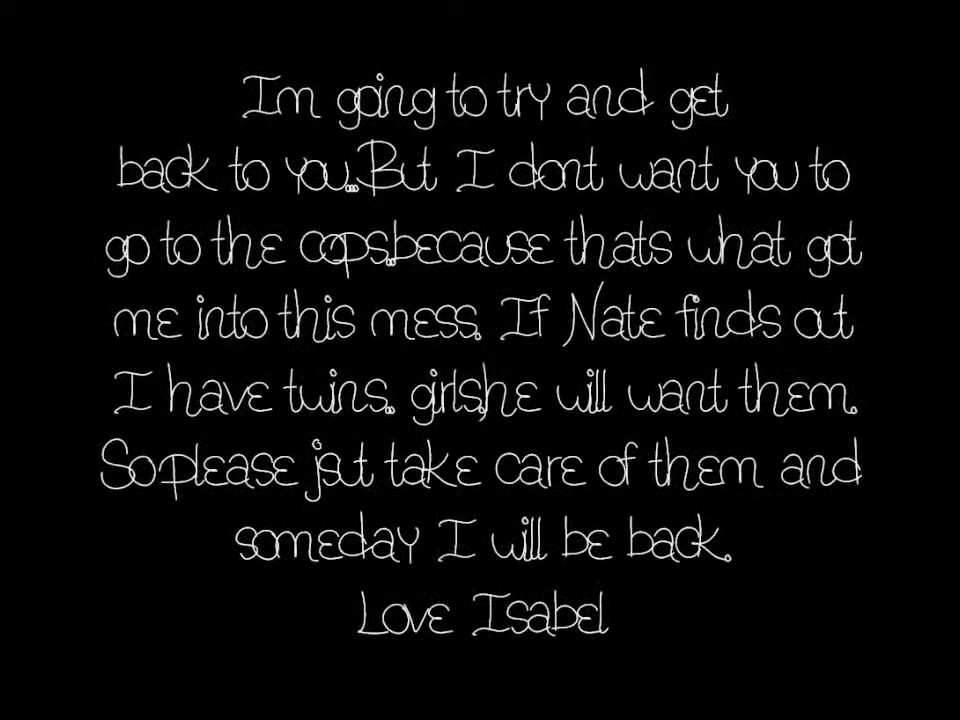 Im going to try and get
back to you...But I dont want you to
go to the cops..because thats what got
me into this mess. If Nate finds out
I have twins.. girls,he will want them.
So please jsut take care of them and
someday I will be back.
Love Isabel